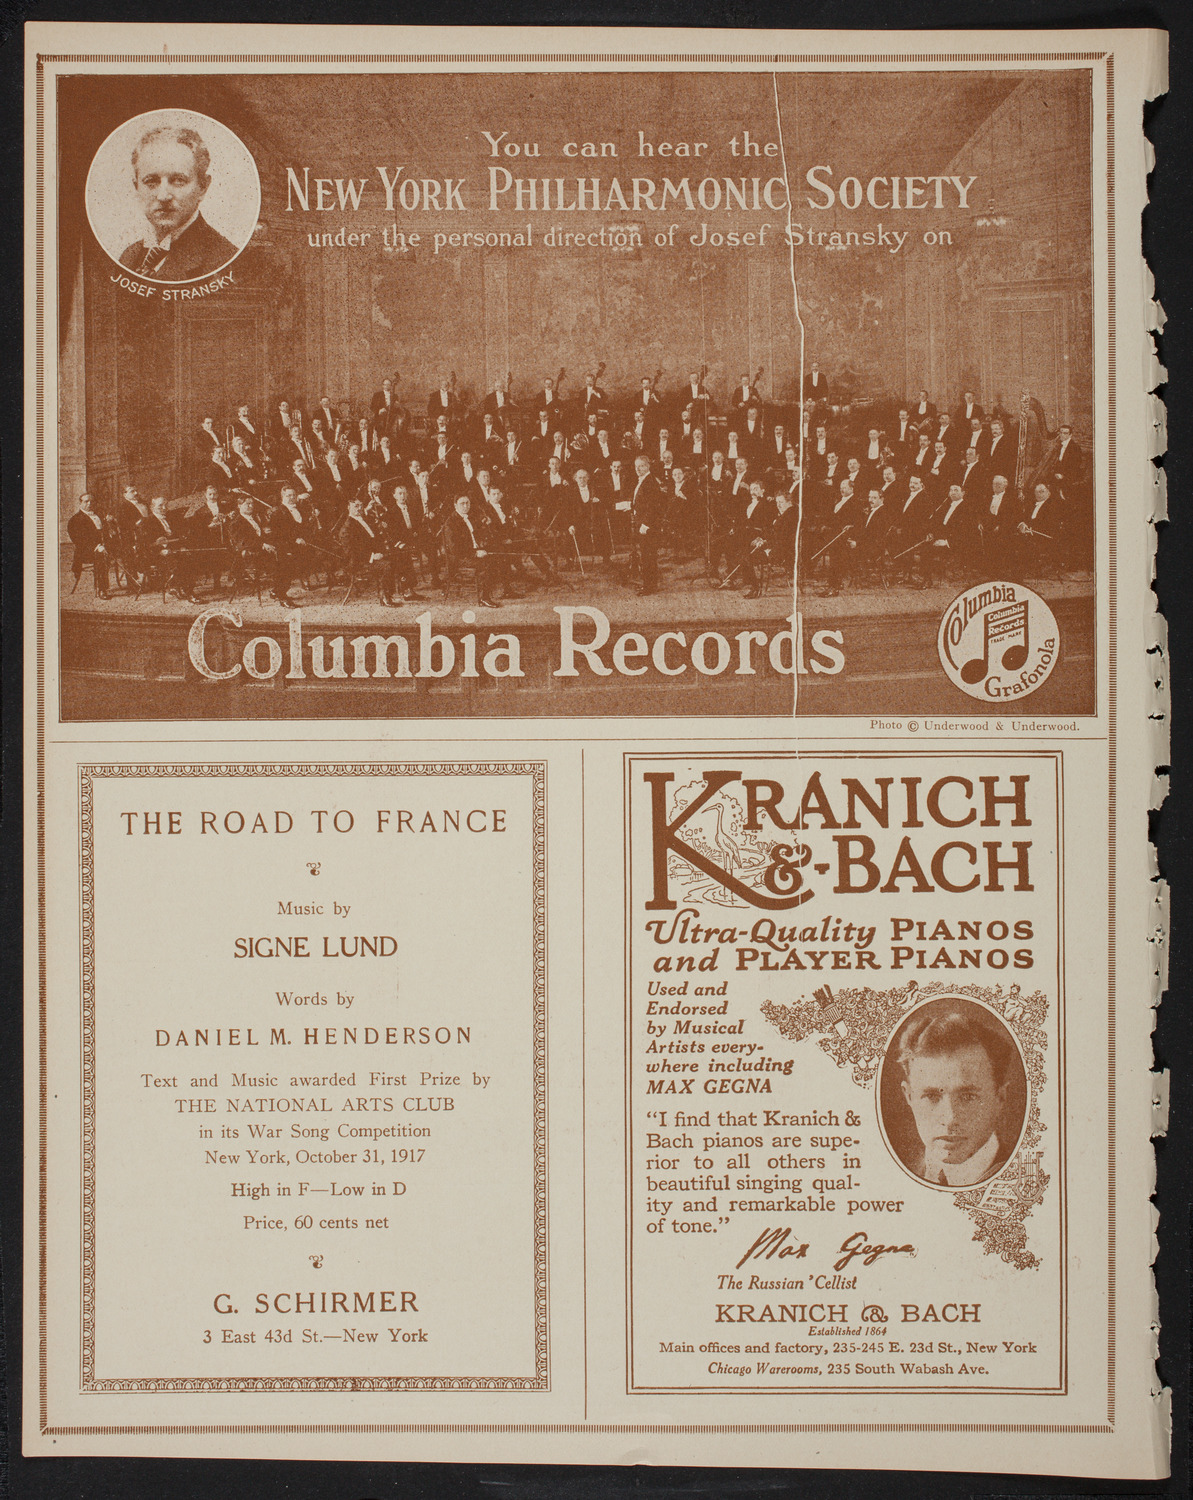 You can hear the
NEW YORK PHILHARMONIC SOCIETY
under the personal direction of Josef Stransky on
JOSEF STRANSKY
Columbia Records
Columbia
Columbia
Records
TRADE MARK
Grafonola
Photo © Underwood & Underwood.
THE ROAD TO FRANCE
Music by
SIGNE LUND
Words by
DANIEL M. HENDERSON
Text and Music awarded First Prize by
THE NATIONAL ARTS CLUB
in its War Song Competition
New York, October 31, 1917
High in F—Low in D
Price, 60 cents net
G. SCHIRMER
3 East 43d St.—New York
KRANICH
&-BACH
Ultra-Quality PIANOS
and PLAYER PIANOS
Used and
Endorsed
by Musical
Artists every-
where including
MAX GEGNA
"I find that Kranich &
Bach pianos are supe-
rior to all others in
beautiful singing qual-
ity and remarkable power
of tone."
Max Gegna
The Russian 'Cellist
KRANICH & BACH
Established 1864
Main offices and factory, 235-245 E. 23d St., New York
Chicago Warerooms, 235 South Wabash Ave.